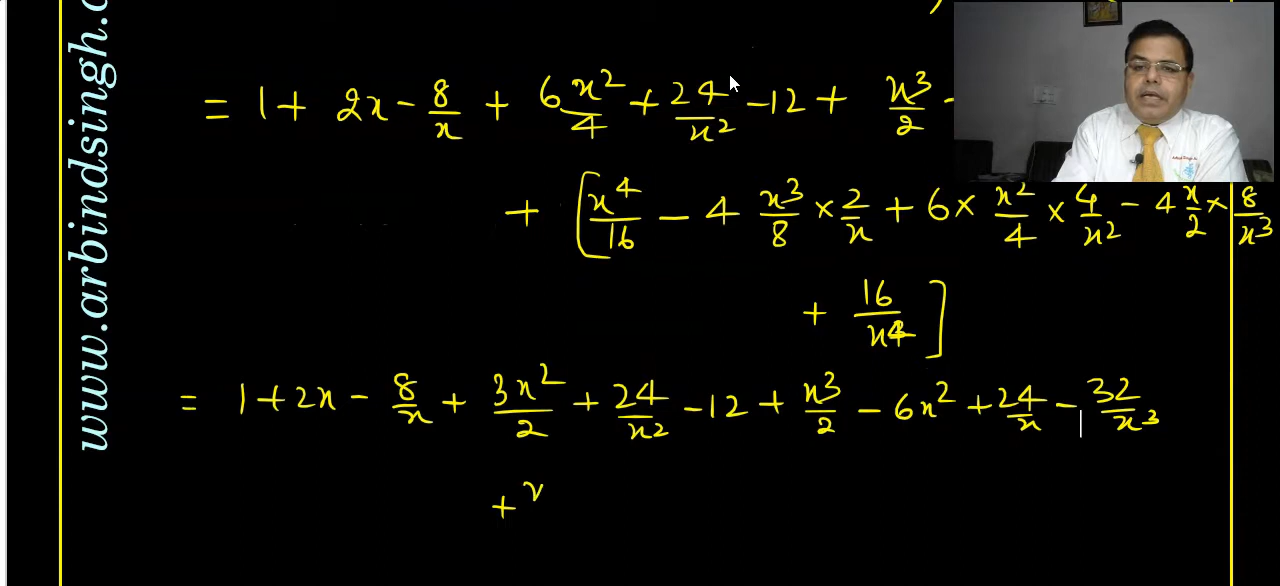 www.arbindsingh.c
= 1 + 2x - 8/x + 6x²/4 + 24/x² - 12 + x³/2 -
+ [x⁴/16 - 4 x³/8 × 2/x + 6 × x²/4 × 4/x² - 4 x/2 × 8/x³
+ 16/x⁴ ]
= 1 + 2x - 8/x + 3x²/2 + 24/x² - 12 + x³/2 - 6x² + 24/x - 32/x³
+